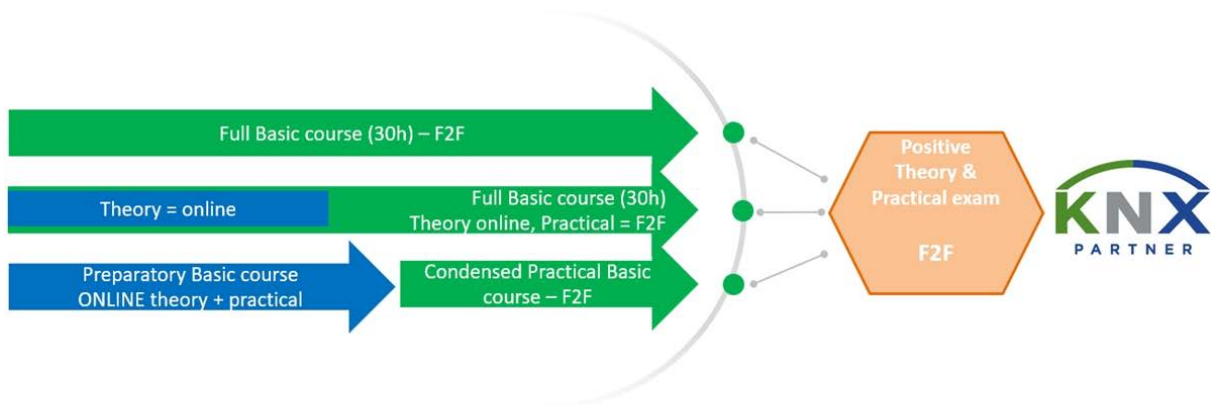 Full Basic course (30h) – F2F
Theory = online
Full Basic course (30h)
Theory online, Practical = F2F
Preparatory Basic course
ONLINE theory + practical
Condensed Practical Basic
course – F2F
Positive
Theory &
Practical exam
F2F
KNX
PARTNER